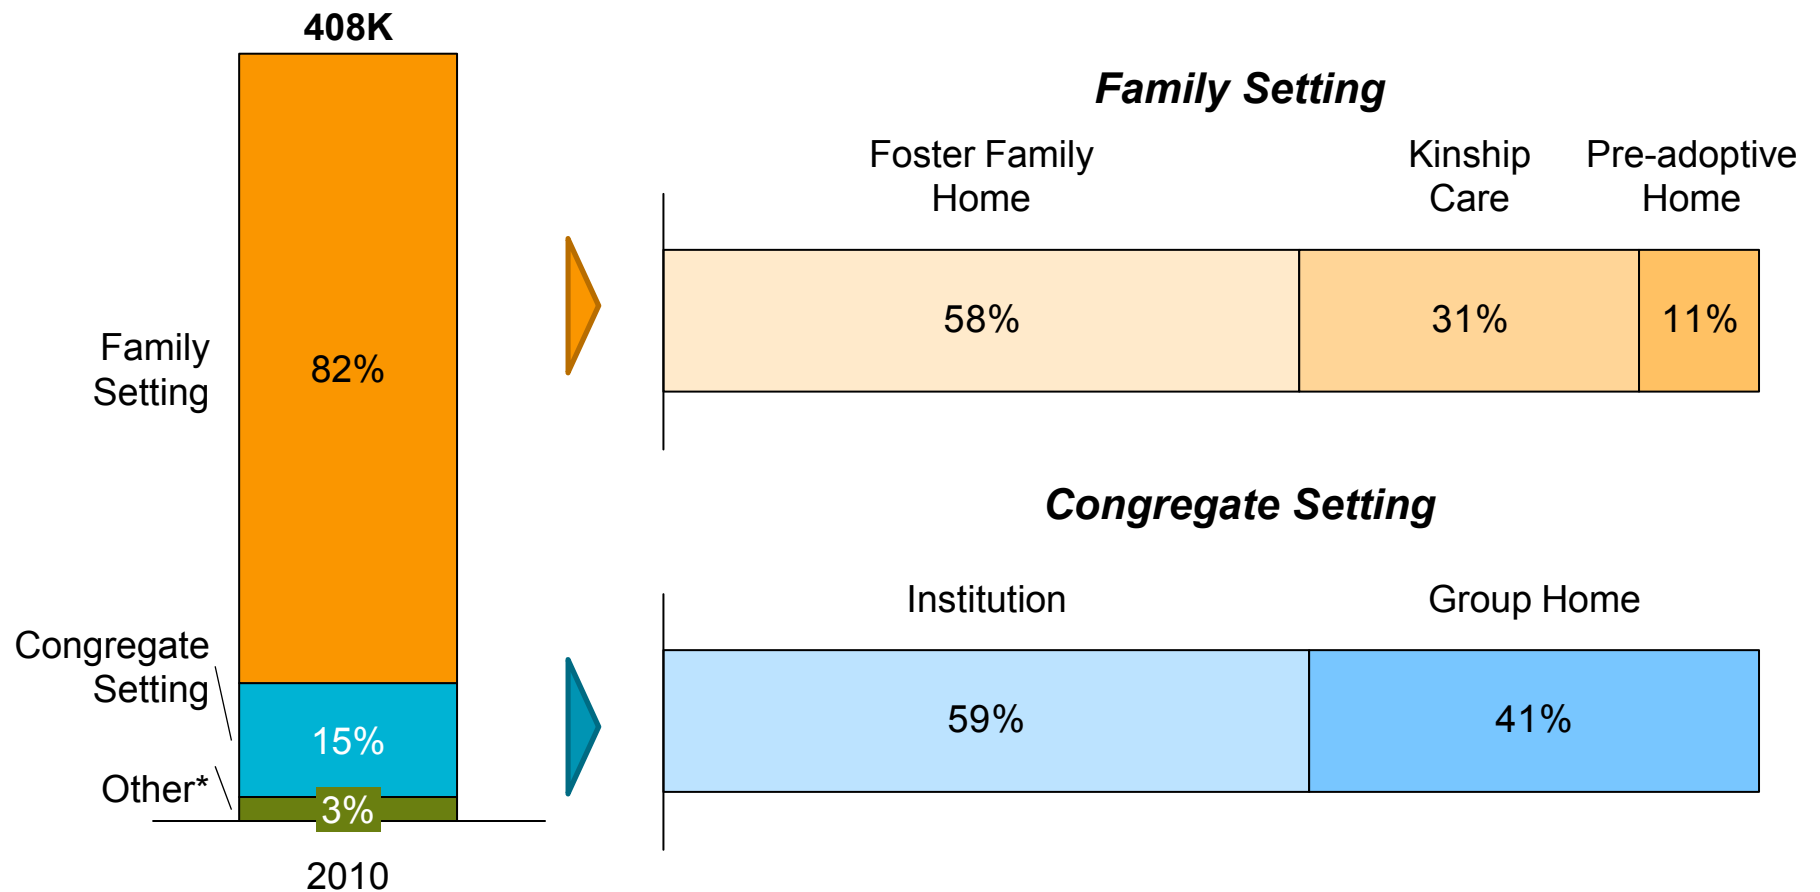 408K
Family
Setting
82%
Congregate
Setting
15%
Other*
3%
2010
Family Setting
Foster Family
Home
Kinship
Care
Pre-adoptive
Home
58%
31%
11%
Congregate Setting
Institution
Group Home
59%
41%